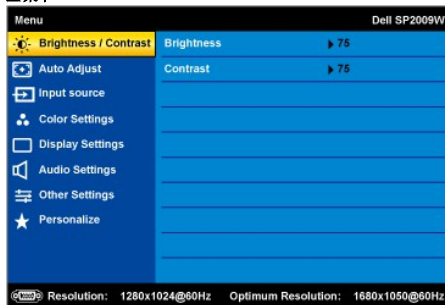 Menu Dell SP2009W
Brightness / Contrast Brightness 75
Auto Adjust Contrast 75
Input source
Color Settings
Display Settings
Audio Settings
Other Settings
Personalize
Resolution: 1280x1024@60Hz Optimum Resolution: 1680x1050@60Hz